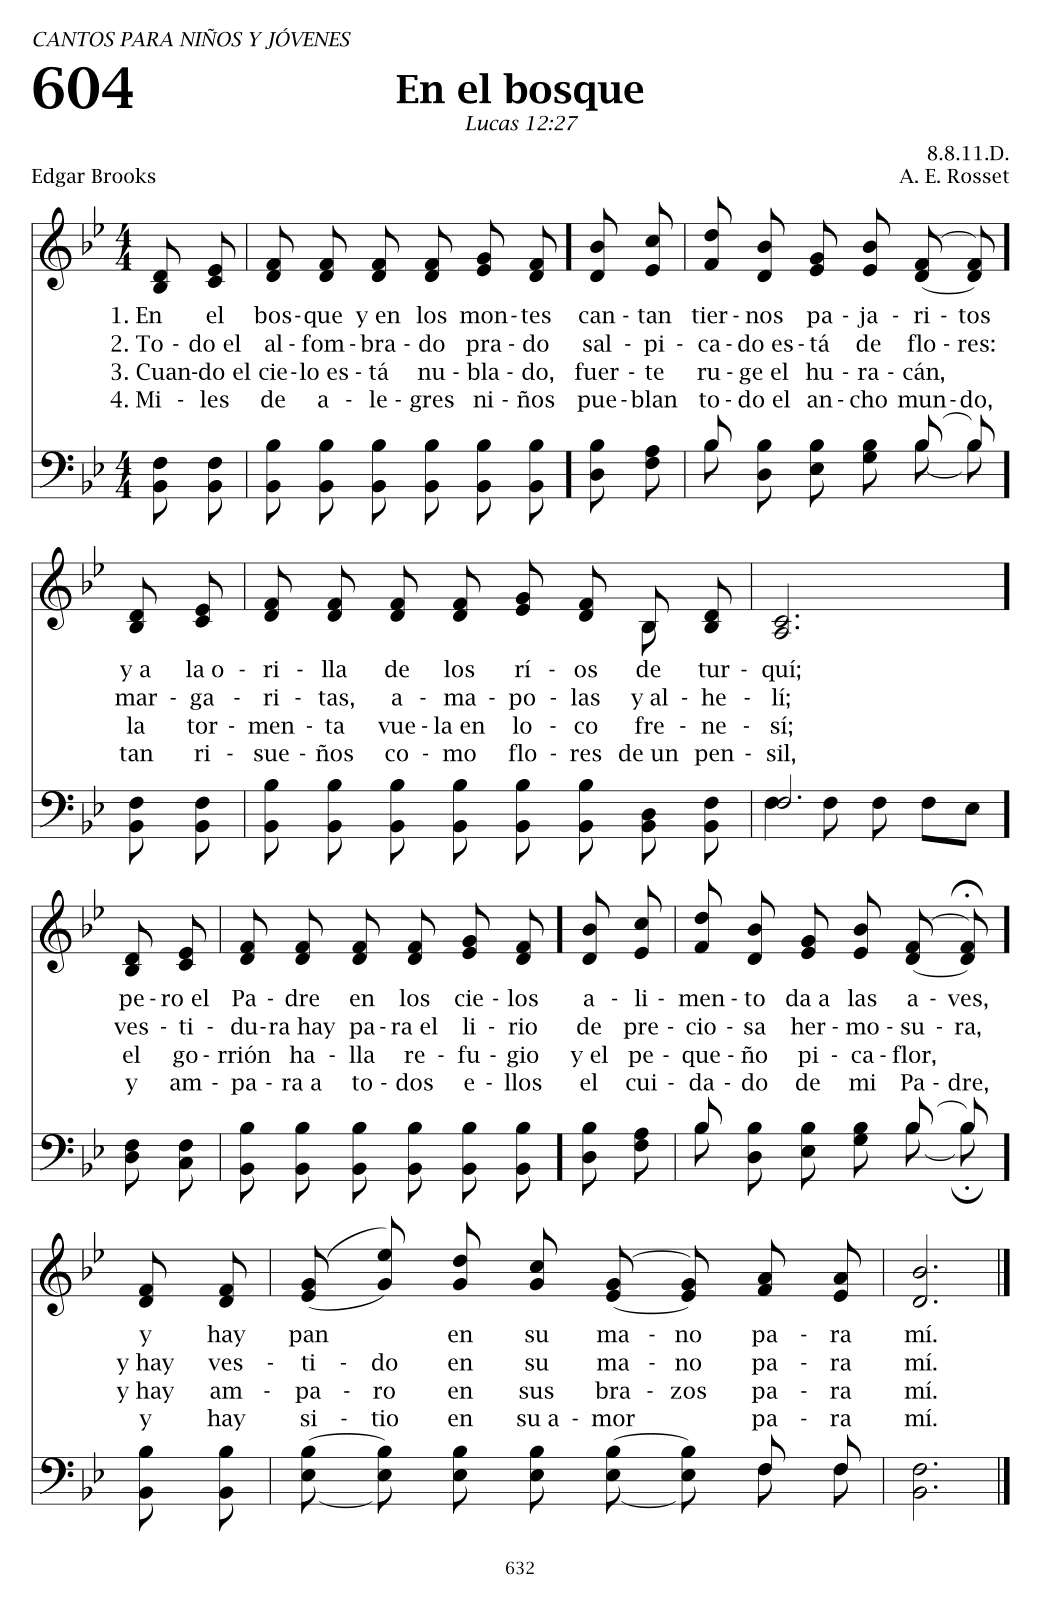 CANTOS PARA NIÑOS Y JÓVENES
604
En el bosque
Lucas 12:27
8.8.11.D.
Edgar Brooks
A. E. Rosset
1. En el bos-que y en los mon-tes can-tan tier-nos pa-ja-ri-tos
2. To-do el al-fom-bra-do pra-do sal-pi-ca-do es-tá de flo-res:
3. Cuan-do el cie-lo es-tá nu-bla-do, fuer-te ru-ge el hu-ra-cán,
4. Mi-les de a-le-gres ni-ños pue-blan to-do el an-cho mun-do,
y a la o-ri-lla de los rí-os de tur-quí;
mar-ga-ri-tas, a-ma-po-las y al-he-lí;
la tor-men-ta vue-la en lo-co fre-ne-sí;
tan ri-sue-ños co-mo flo-res de un pen-sil,
pe-ro el Pa-dre en los cie-los a-li-men-to da a las a-ves,
ves-ti-du-ra hay pa-ra el li-rio de pre-cio-sa her-mo-su-ra,
el go-rrión ha-lla re-fu-gio y el pe-que-ño pi-ca-flor,
y am-pa-ra a to-dos e-llos el cui-da-do de mi Pa-dre,
y hay pan en su ma-no pa-ra mí.
y hay ves-ti-do en su ma-no pa-ra mí.
y hay am-pa-ro en sus bra-zos pa-ra mí.
y hay si-tio en su a-mor pa-ra mí.
632